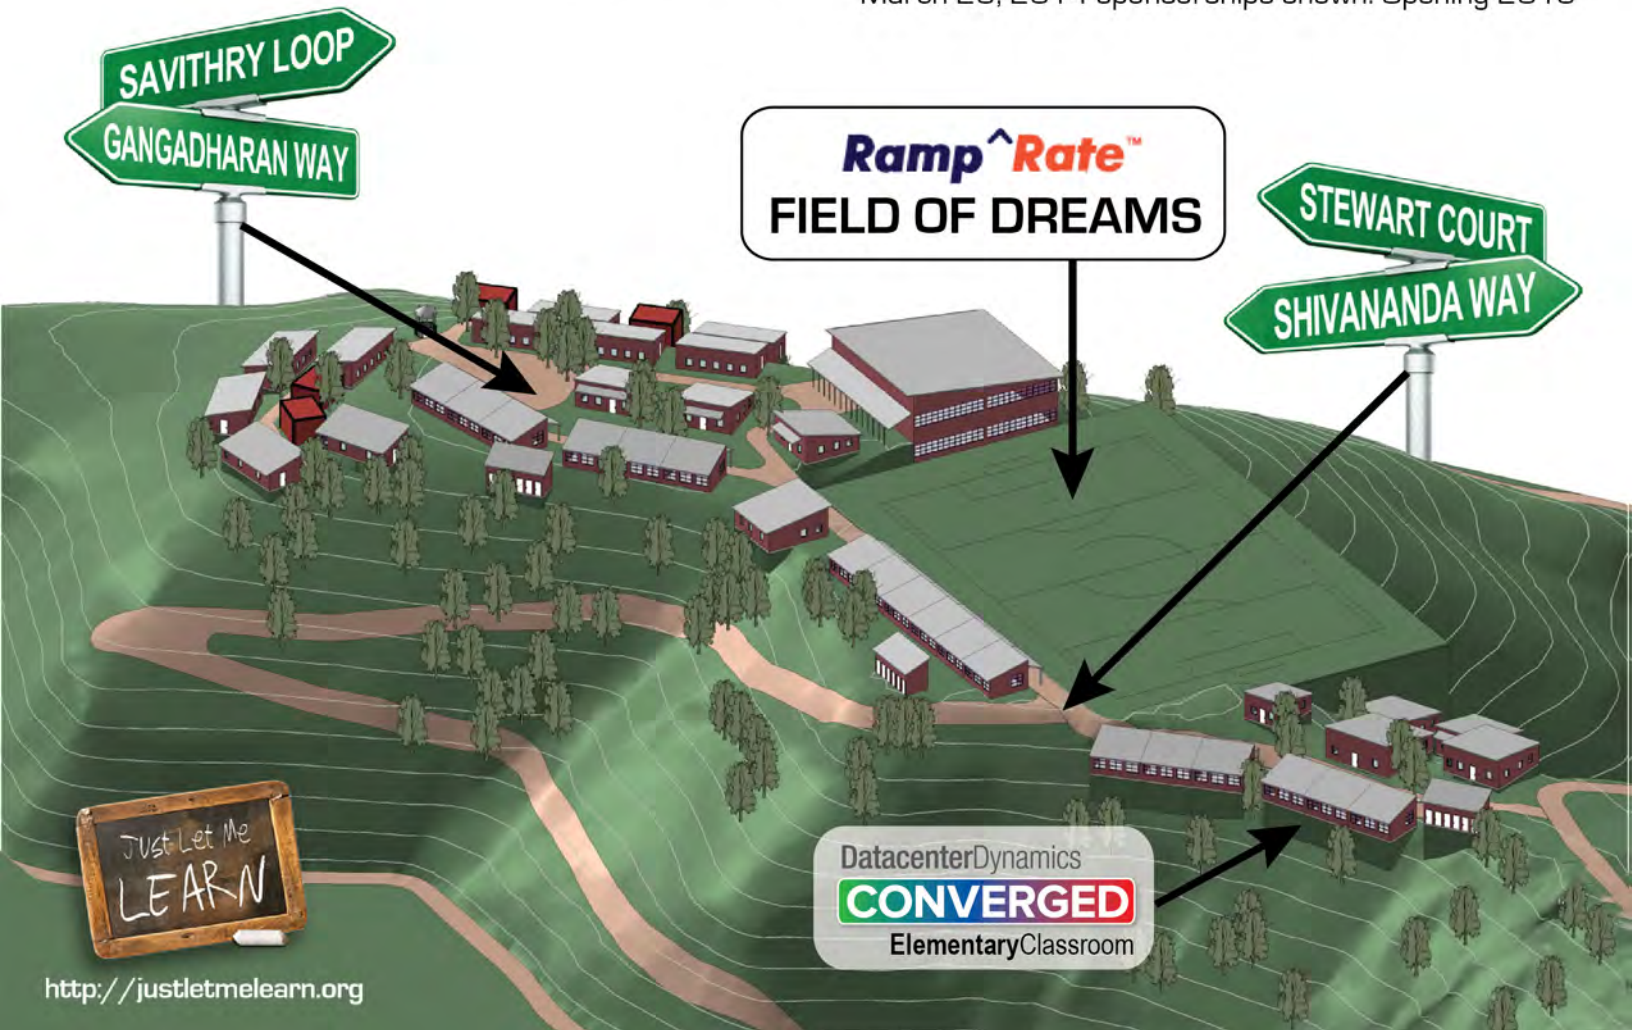 SAVITHRY LOOP
GANGADHARAN WAY
Ramp^Rate™
FIELD OF DREAMS
STEWART COURT
SHIVANANDA WAY
DatacenterDynamics
CONVERGED
ElementaryClassroom
Just Let Me
LEARN
http://justletmelearn.org